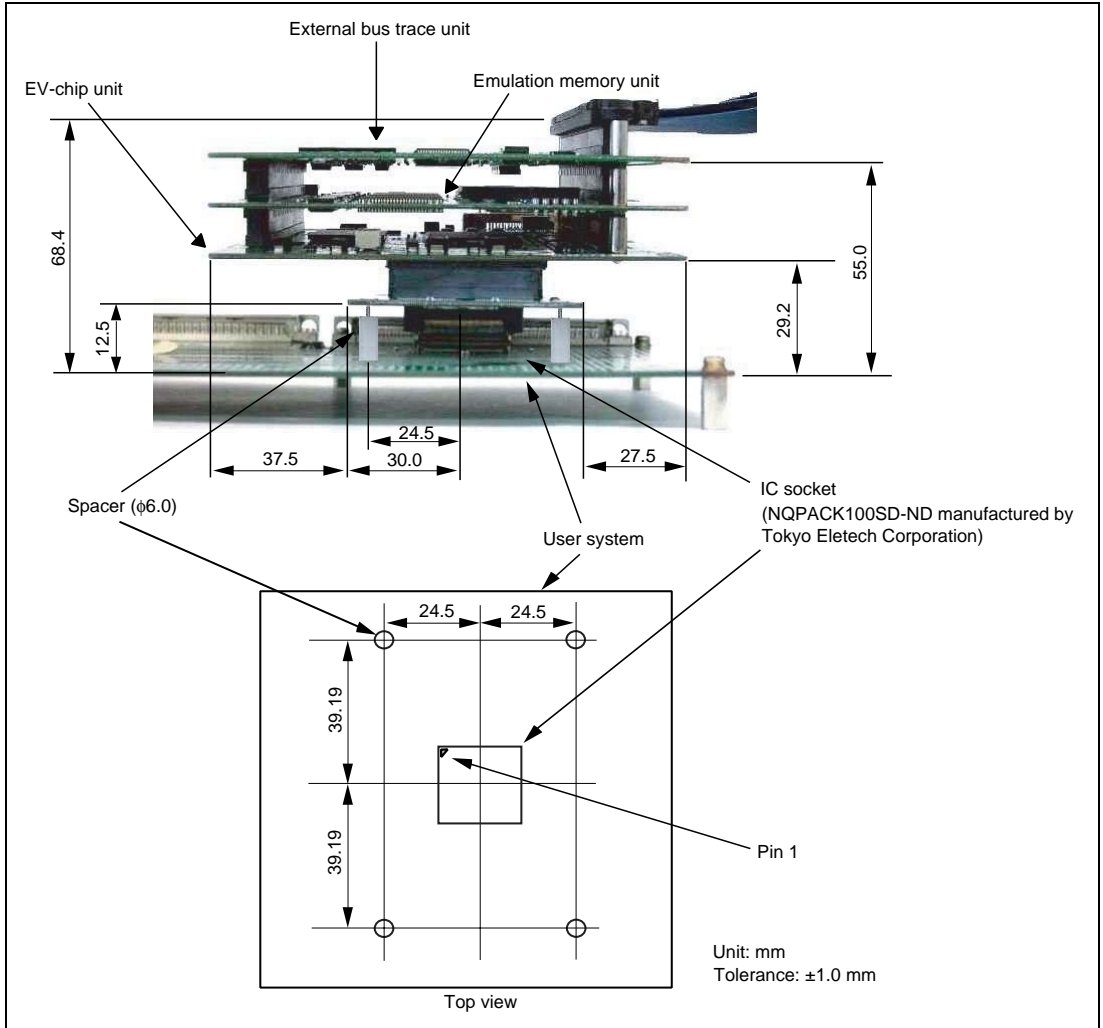 External bus trace unit
Emulation memory unit
EV-chip unit
68.4
55.0
29.2
12.5
24.5
37.5
30.0
27.5
Spacer (ϕ6.0)
IC socket
(NQPACK100SD-ND manufactured by
Tokyo Eletech Corporation)
User system
24.5
24.5
39.19
39.19
Pin 1
Unit: mm
Tolerance: ±1.0 mm
Top view